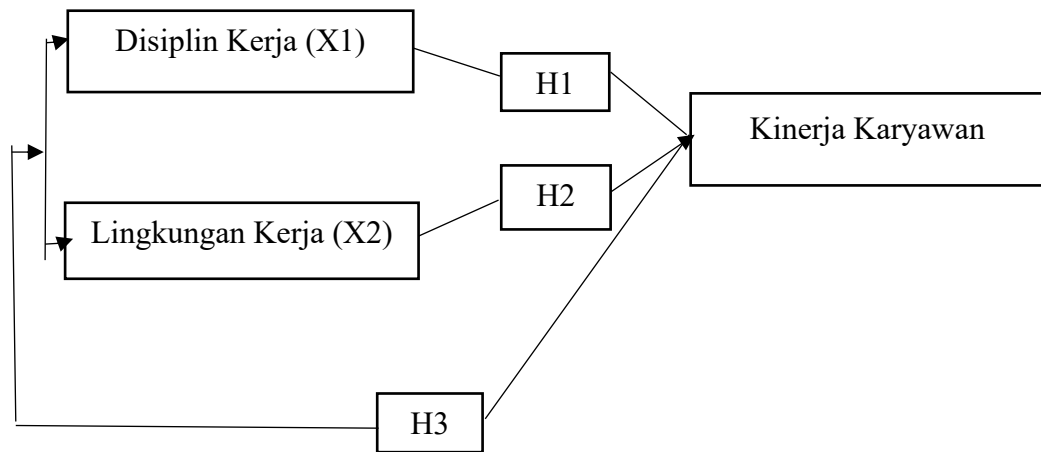 Disiplin Kerja (X1)
H1
Kinerja Karyawan
H2
Lingkungan Kerja (X2)
H3